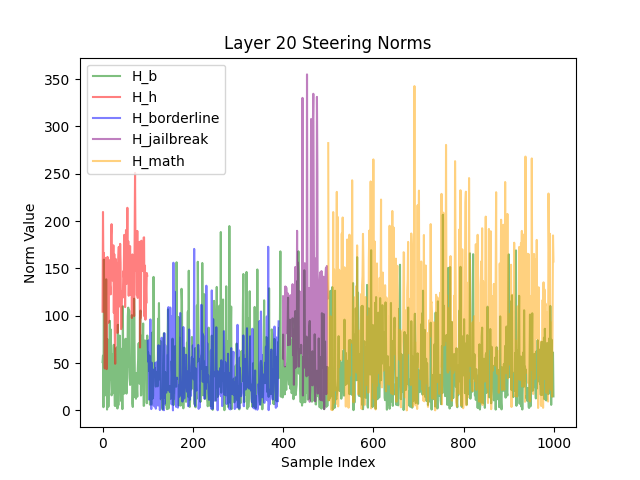 Layer 20 Steering Norms
H_b
H_h
H_borderline
H_jailbreak
H_math
Norm Value
350
300
250
200
150
100
50
0
0
200
400
600
800
1000
Sample Index